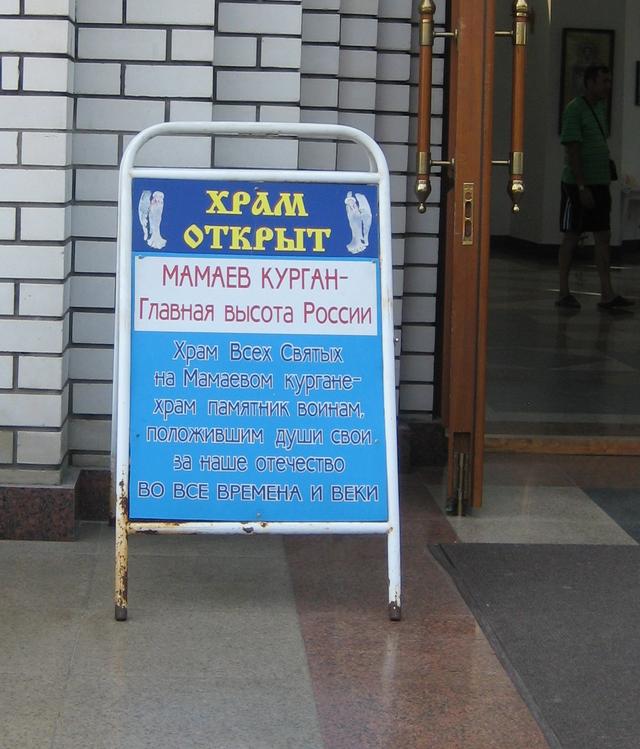 ХРАМ
ОТКРЫТ
МАМАЕВ КУРГАН-
Главная высота России
Храм Всех Святых
на Мамаевом кургане-
храм памятник воинам,
положившим души свои
за наше отечество
ВО ВСЕ ВРЕМЕНА И ВЕКИ